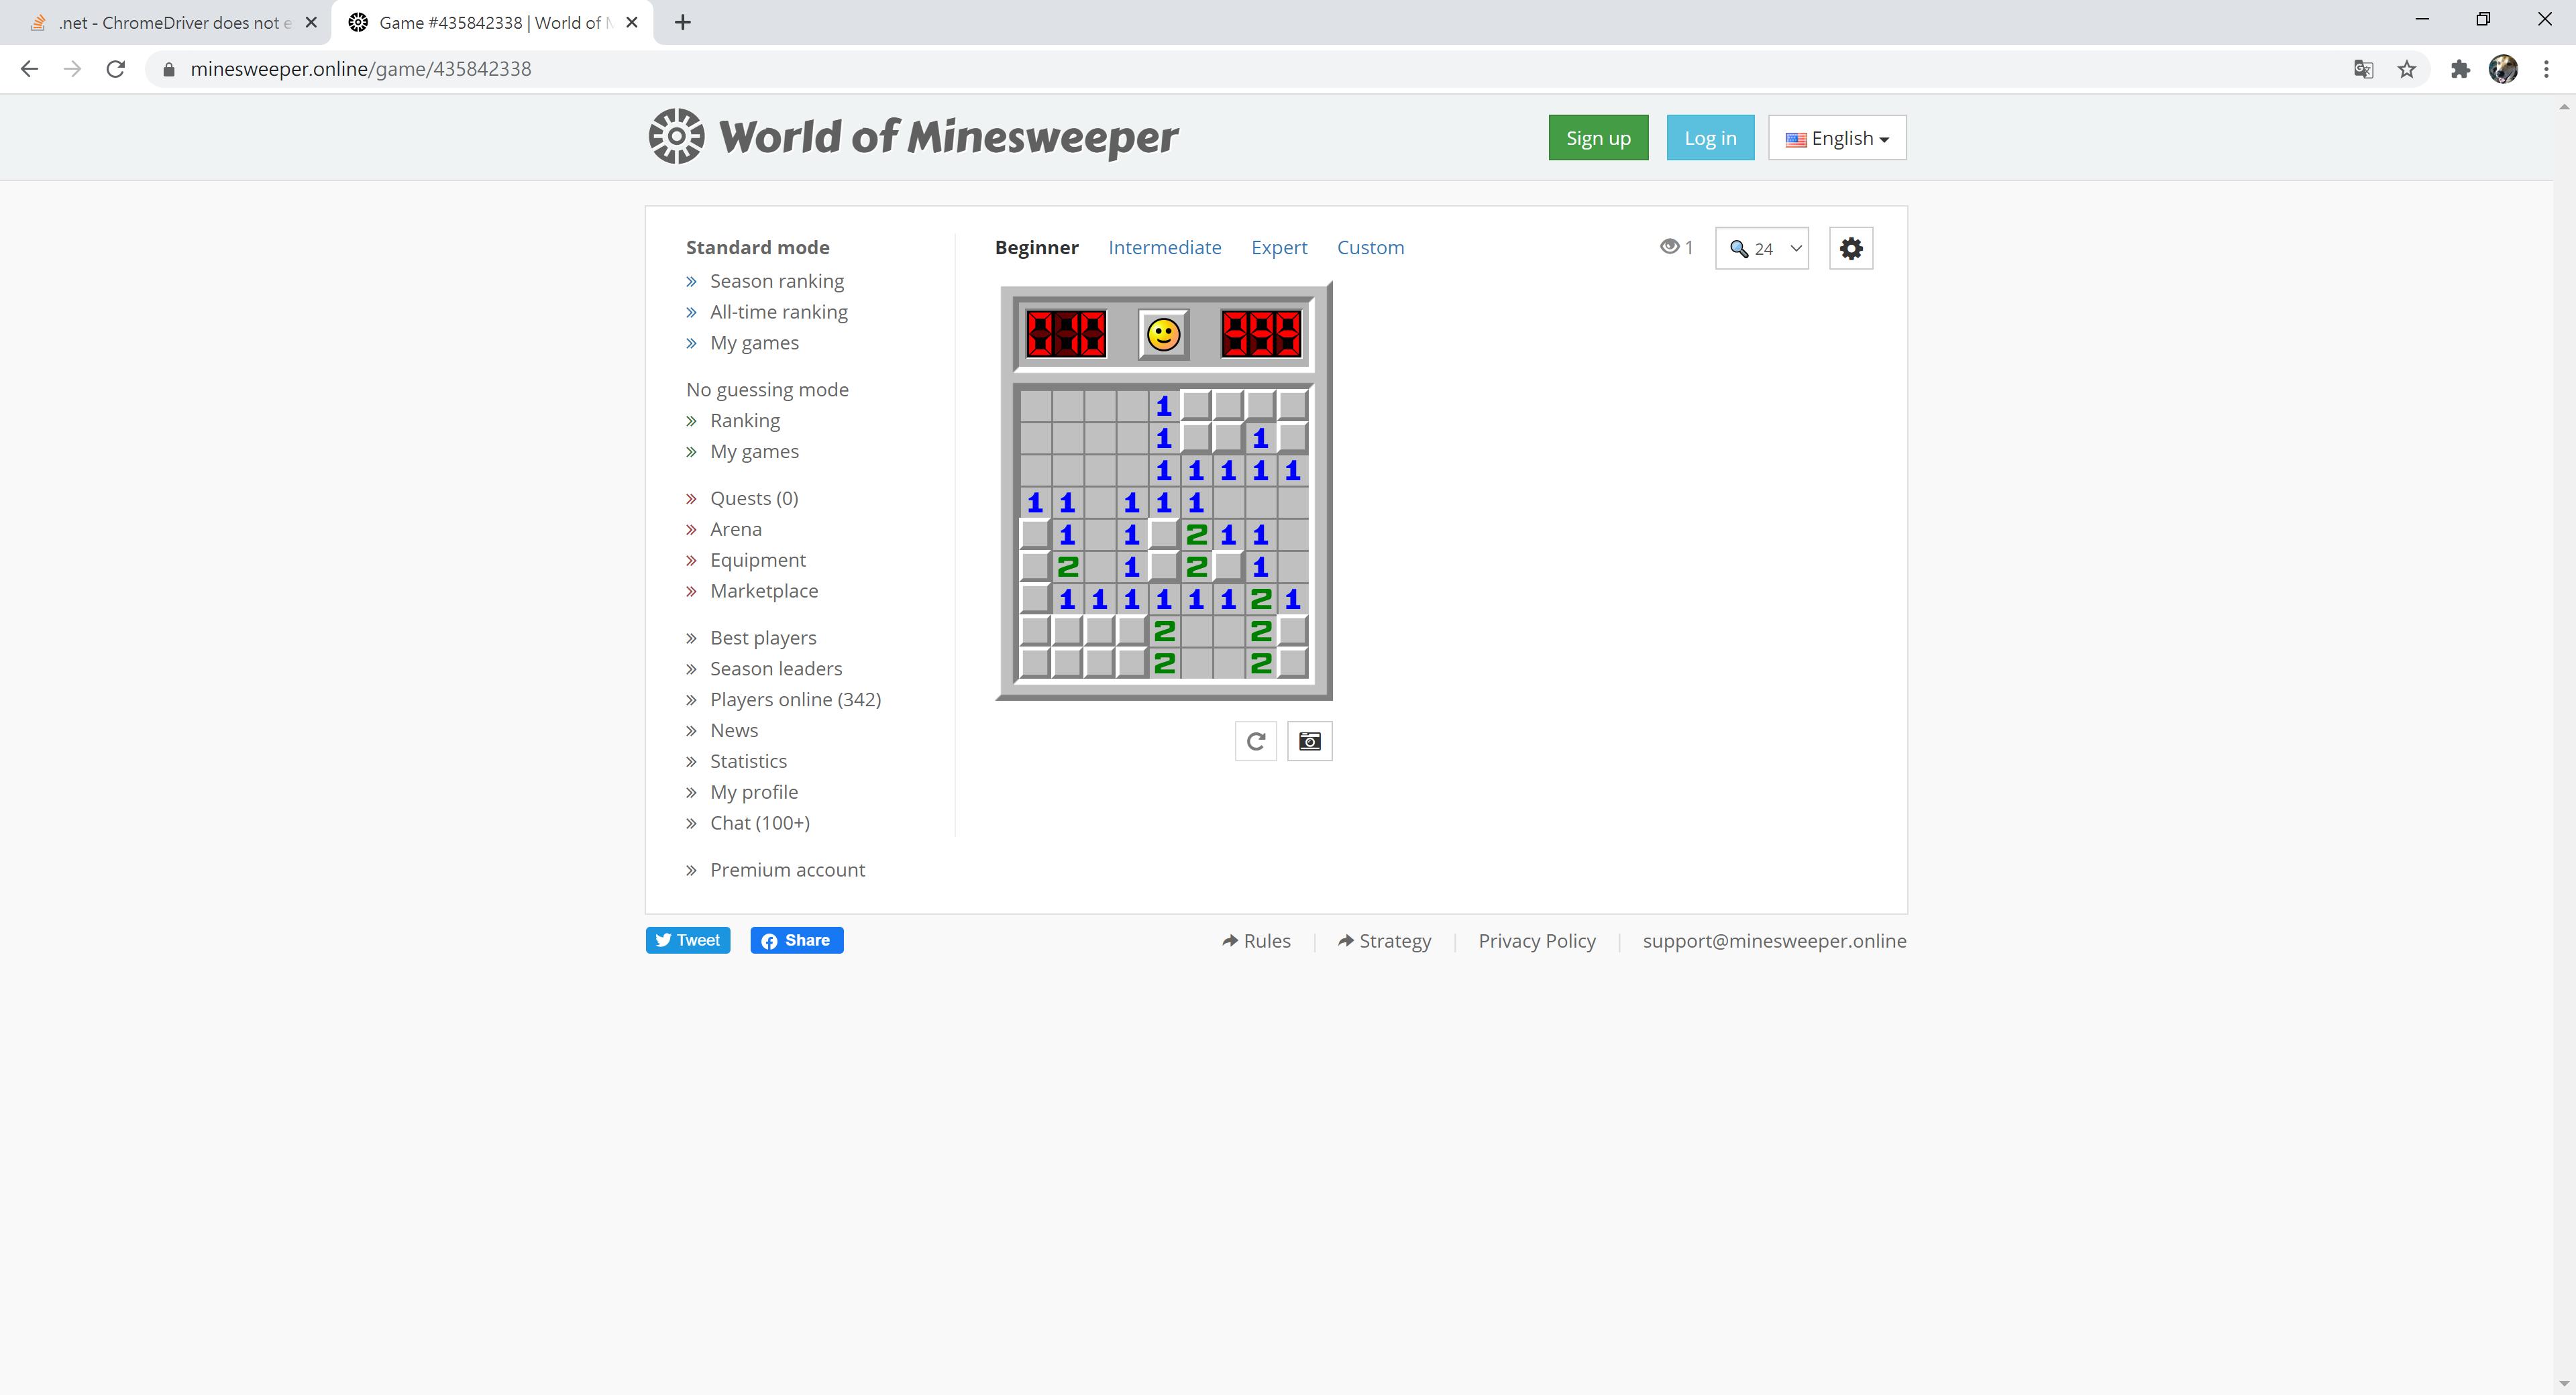 .net - ChromeDriver does not e
Game #435842338 | World of M
minesweeper.online/game/435842338
World of Minesweeper
Sign up
Log in
English
Standard mode
» Season ranking
» All-time ranking
» My games
No guessing mode
» Ranking
» My games
» Quests (0)
» Arena
» Equipment
» Marketplace
» Best players
» Season leaders
» Players online (342)
» News
» Statistics
» My profile
» Chat (100+)
» Premium account
Beginner Intermediate Expert Custom
1
24
010 999
1
1 1
1 1 1 1 1
1 1 1 1 1
1 1 2 1 1
2 1 2 1
1 1 1 1 1 1 2 1
2 2
2 2
Tweet
Share
Rules | Strategy | Privacy Policy | support@minesweeper.online